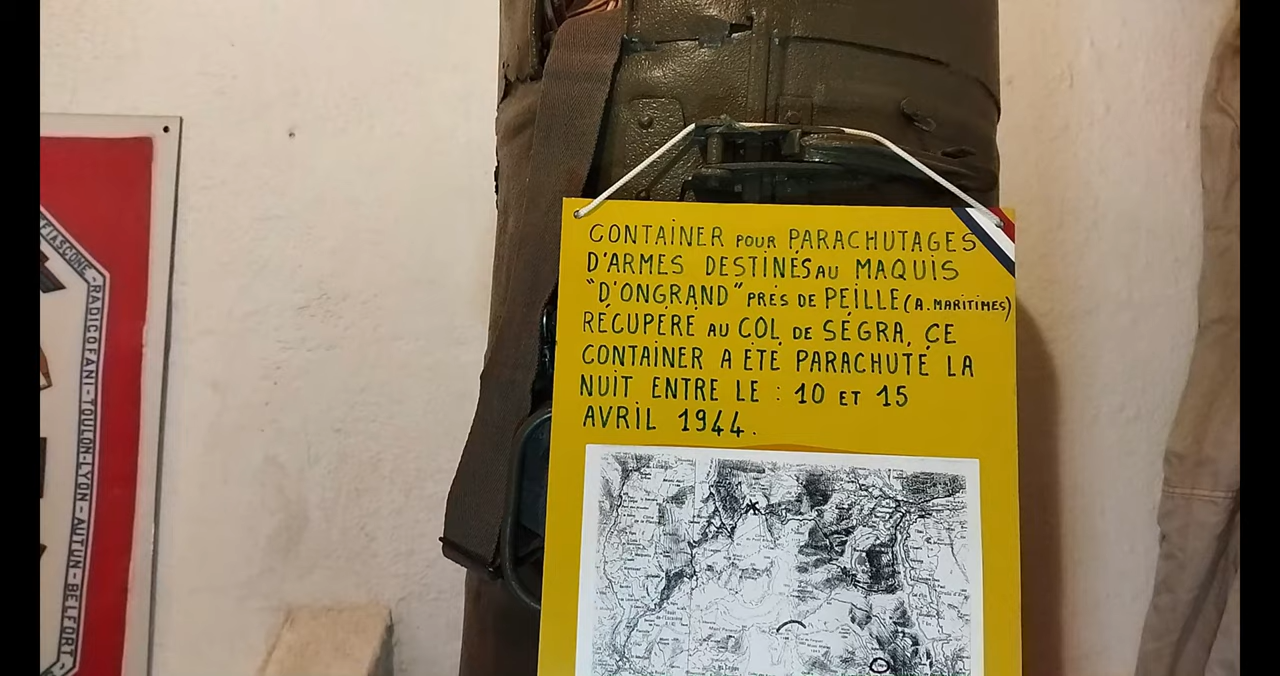 FIASCONE - RADICOFANI - TOULON - LYON - AUTUN - BELFORT -
CONTAINER POUR PARACHUTAGES
D'ARMES DESTINÉS AU MAQUIS
"D'ONGRAND" PRÈS DE PEILLE (A. MARITIMES)
RÉCUPÉRÉ AU COL DE SÉGRA, CE
CONTAINER A ÉTÉ PARACHUTÉ LA
NUIT ENTRE LE : 10 ET 15
AVRIL 1944.